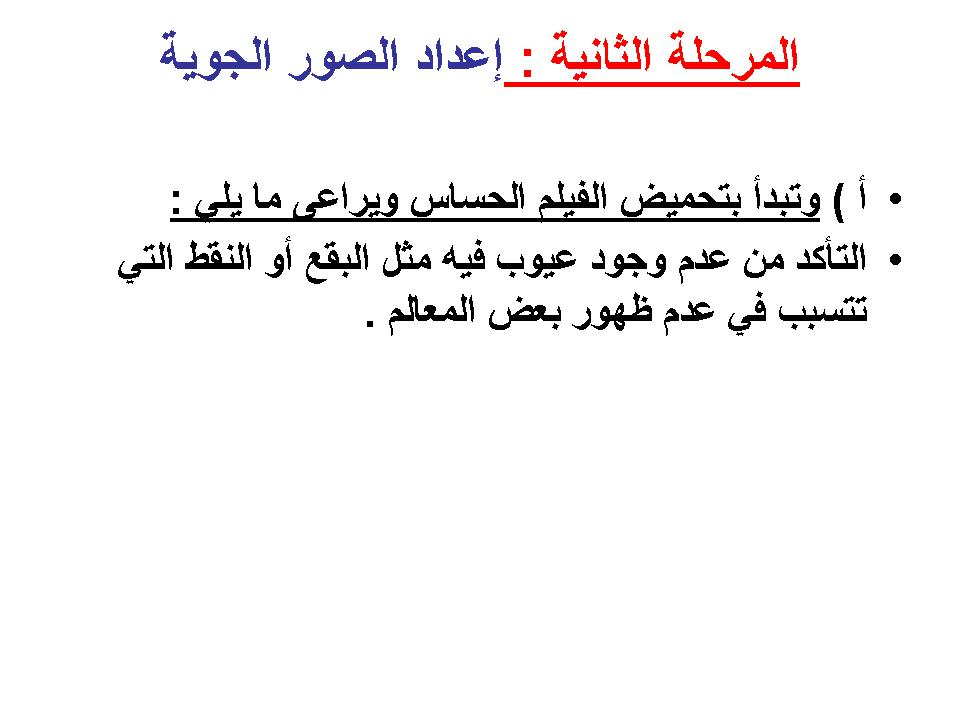 المرحلة الثانية : إعداد الصور الجوية
• أ ) وتبدأ بتحميض الفيلم الحساس ويراعى ما يلي :
• التأكد من عدم وجود عيوب فيه مثل البقع أو النقط التي
تتسبب في عدم ظهور بعض المعالم .